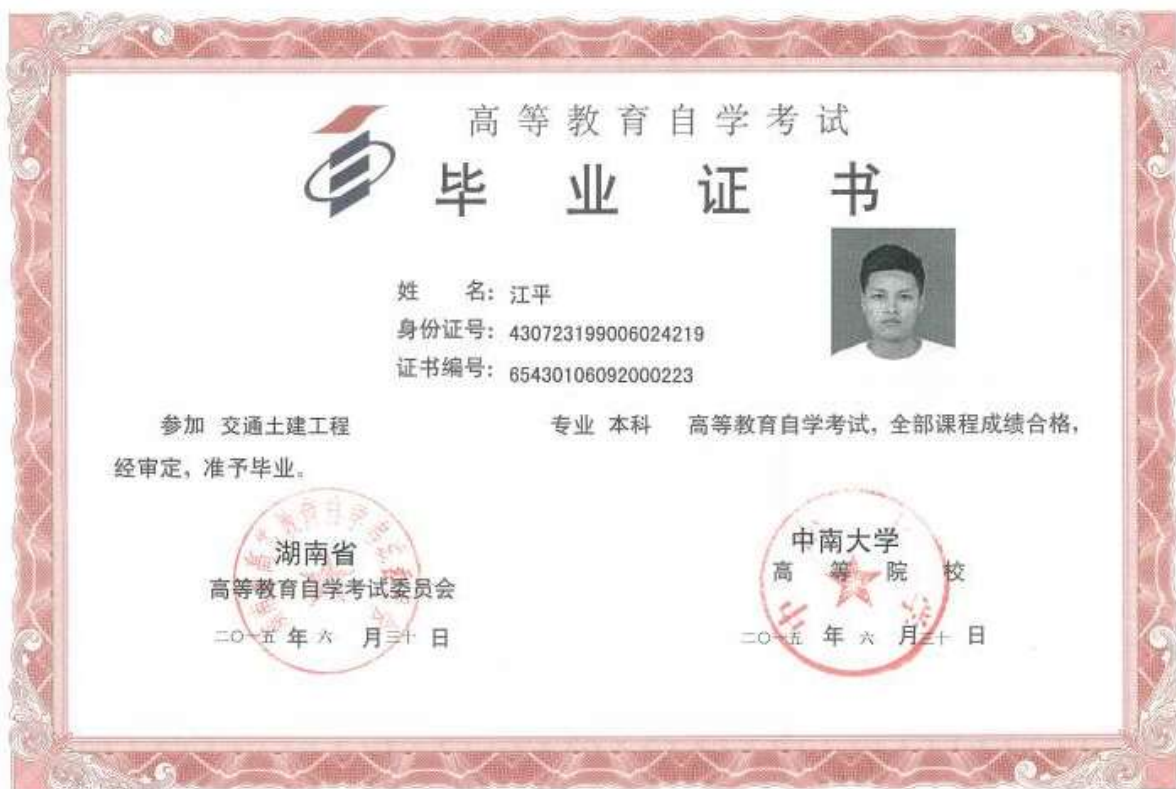 高等教育自学考试
毕业证书
姓 名: 江平
身份证号: 430723199006024219
证书编号: 65430106092000223
参加 交通土建工程 专业 本科 高等教育自学考试, 全部课程成绩合格,
经审定, 准予毕业。
湖南省
高等教育自学考试委员会
二〇一五 年 六 月 三十 日
中南大学
高等院校
二〇一五 年 六 月 三十 日